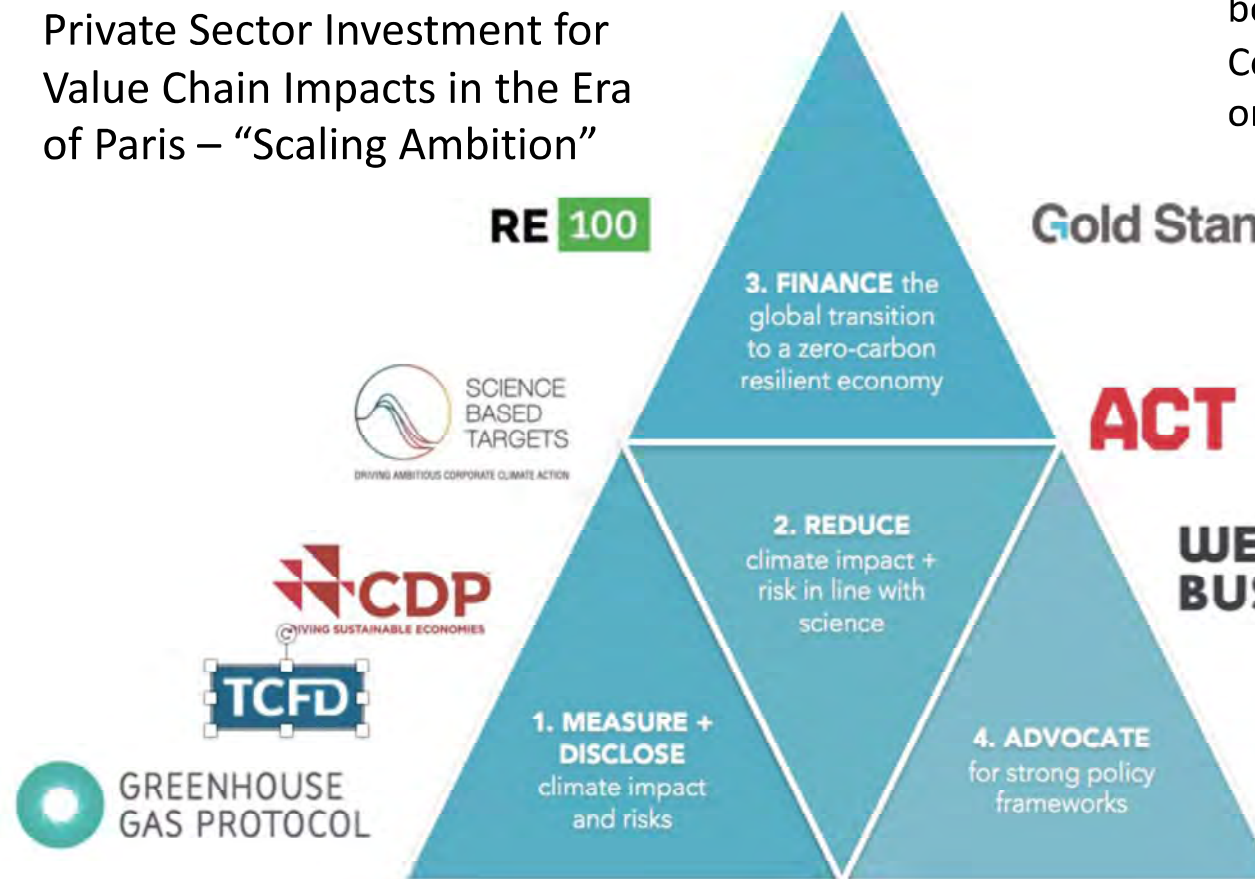 Private Sector Investment for
Value Chain Impacts in the Era
of Paris – “Scaling Ambition”
RE 100
Gold Stan
3. FINANCE the
global transition
to a zero-carbon
resilient economy
SCIENCE
BASED
TARGETS
DRIVING AMBITIOUS CORPORATE CLIMATE ACTION
ACT
2. REDUCE
climate impact +
risk in line with
science
WE
BUS
CDP
DRIVING SUSTAINABLE ECONOMIES
TCFD
1. MEASURE +
DISCLOSE
climate impact
and risks
4. ADVOCATE
for strong policy
frameworks
GREENHOUSE
GAS PROTOCOL